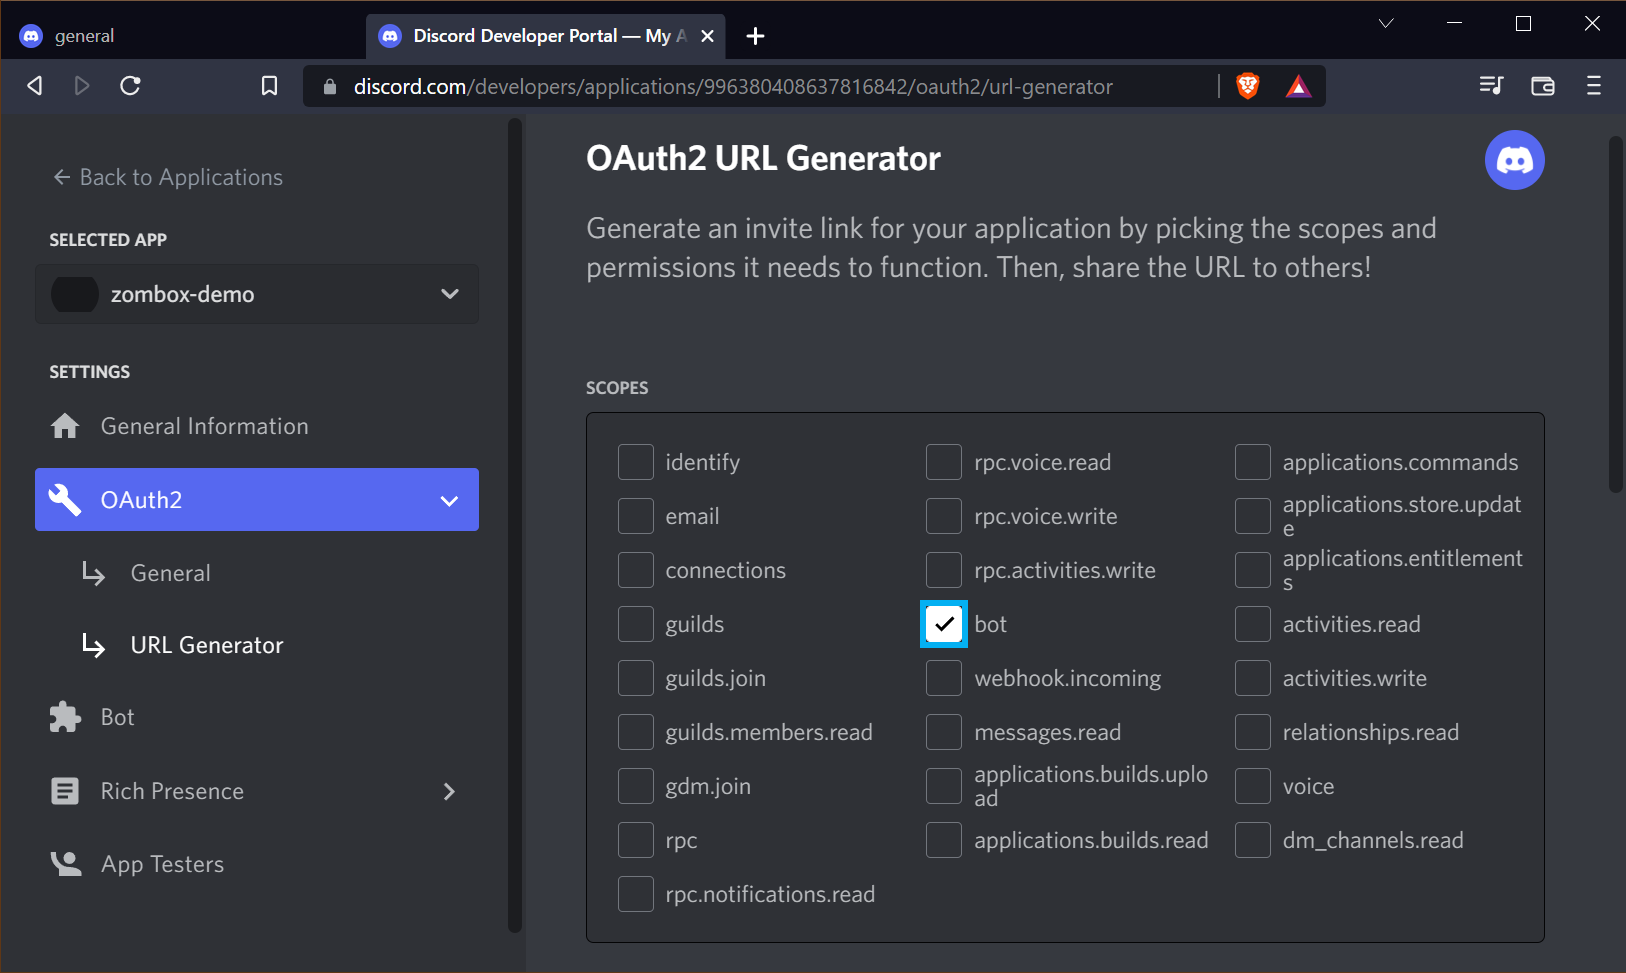 general
Discord Developer Portal — My A
discord.com/developers/applications/996380408637816842/oauth2/url-generator
Back to Applications
SELECTED APP
zombox-demo
SETTINGS
General Information
OAuth2
General
URL Generator
Bot
Rich Presence
App Testers
OAuth2 URL Generator
Generate an invite link for your application by picking the scopes and
permissions it needs to function. Then, share the URL to others!
SCOPES
identify
email
connections
guilds
guilds.join
guilds.members.read
gdm.join
rpc
rpc.notifications.read
rpc.voice.read
rpc.voice.write
rpc.activities.write
bot
webhook.incoming
messages.read
applications.builds.uplo
ad
applications.builds.read
applications.commands
applications.store.updat
e
applications.entitlement
s
activities.read
activities.write
relationships.read
voice
dm_channels.read